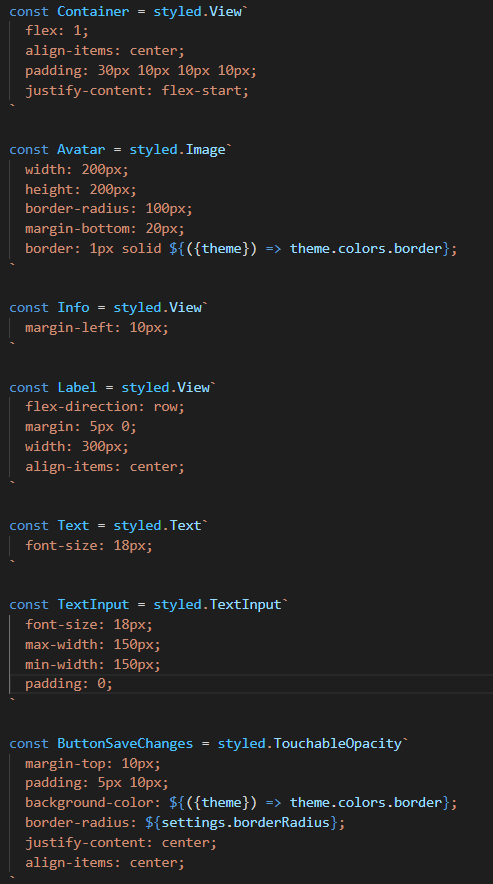 const Container = styled.View`
  flex: 1;
  align-items: center;
  padding: 30px 10px 10px 10px;
  justify-content: flex-start;
`
const Avatar = styled.Image`
  width: 200px;
  height: 200px;
  border-radius: 100px;
  margin-bottom: 20px;
  border: 1px solid ${({theme}) => theme.colors.border};
`
const Info = styled.View`
  margin-left: 10px;
`
const Label = styled.View`
  flex-direction: row;
  margin: 5px 0;
  width: 300px;
  align-items: center;
`
const Text = styled.Text`
  font-size: 18px;
`
const TextInput = styled.TextInput`
  font-size: 18px;
  max-width: 150px;
  min-width: 150px;
  padding: 0;
`
const ButtonSaveChanges = styled.TouchableOpacity`
  margin-top: 10px;
  padding: 5px 10px;
  background-color: ${({theme}) => theme.colors.border};
  border-radius: ${settings.borderRadius};
  justify-content: center;
  align-items: center;
`